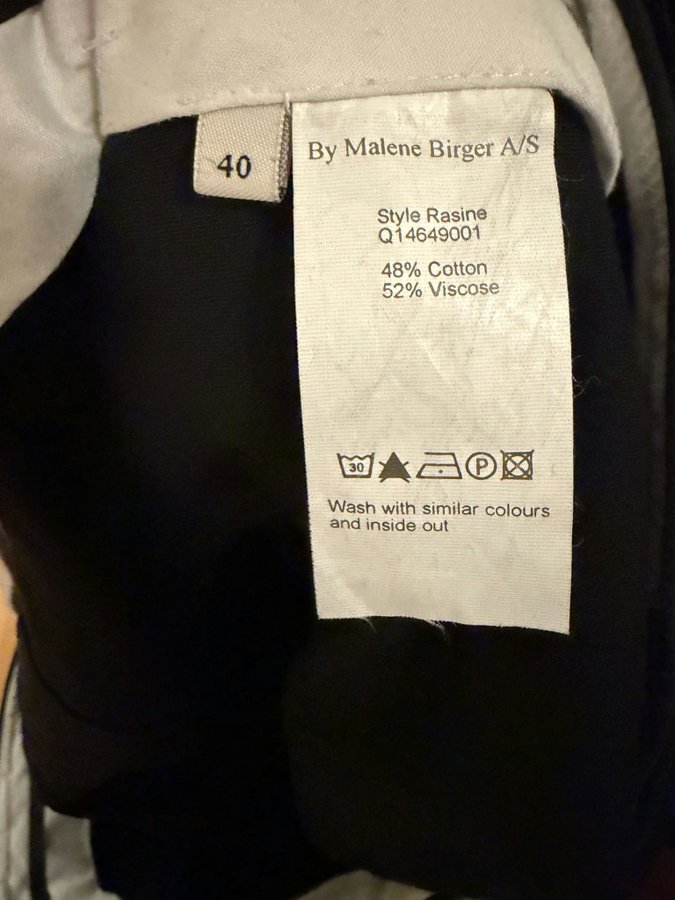 40
By Malene Birger A/S
Style Rasine
Q14649001
48% Cotton
52% Viscose
30 P
Wash with similar colours
and inside out